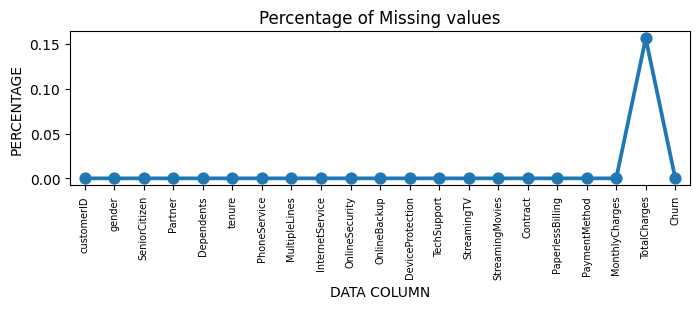 Percentage of Missing values
PERCENTAGE
0.15
0.10
0.05
0.00
customerID
gender
SeniorCitizen
Partner
Dependents
tenure
PhoneService
MultipleLines
InternetService
OnlineSecurity
OnlineBackup
DeviceProtection
TechSupport
StreamingTV
StreamingMovies
Contract
PaperlessBilling
PaymentMethod
MonthlyCharges
TotalCharges
Churn
DATA COLUMN